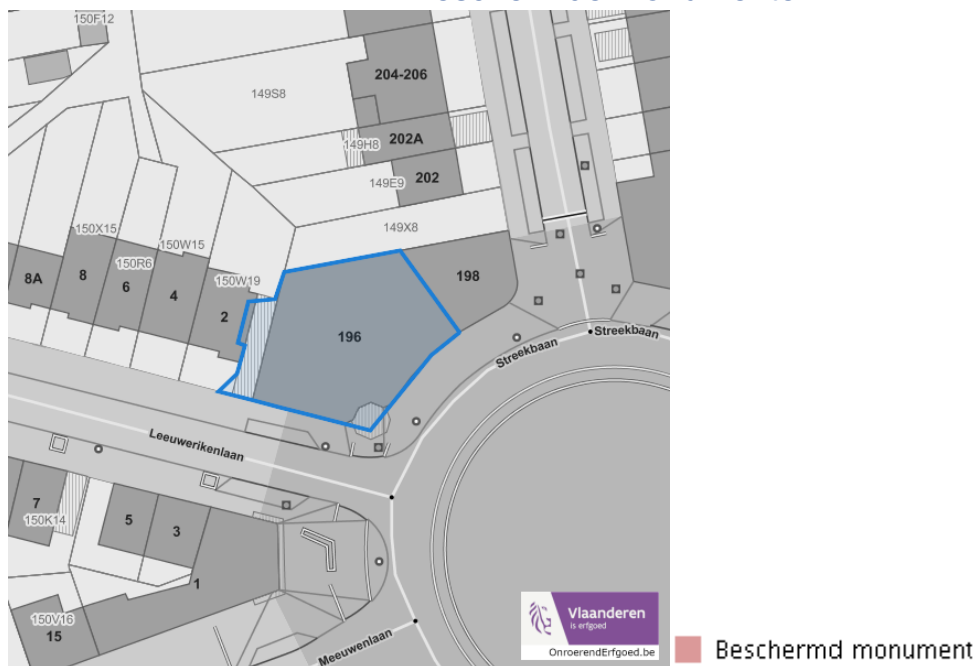 150F12
149S8
204-206
202A
149H8
202
149E9
149X8
150X15
150W15
150R6
150W19
8A
8
6
4
2
198
196
Streekbaan
Streekbaan
Leeuwerikenlaan
7
150K14
5
3
1
150V16
15
Meeuwenlaan
Vlaanderen
is erfgoed
OnroerendErfgoed.be
Beschermd monument